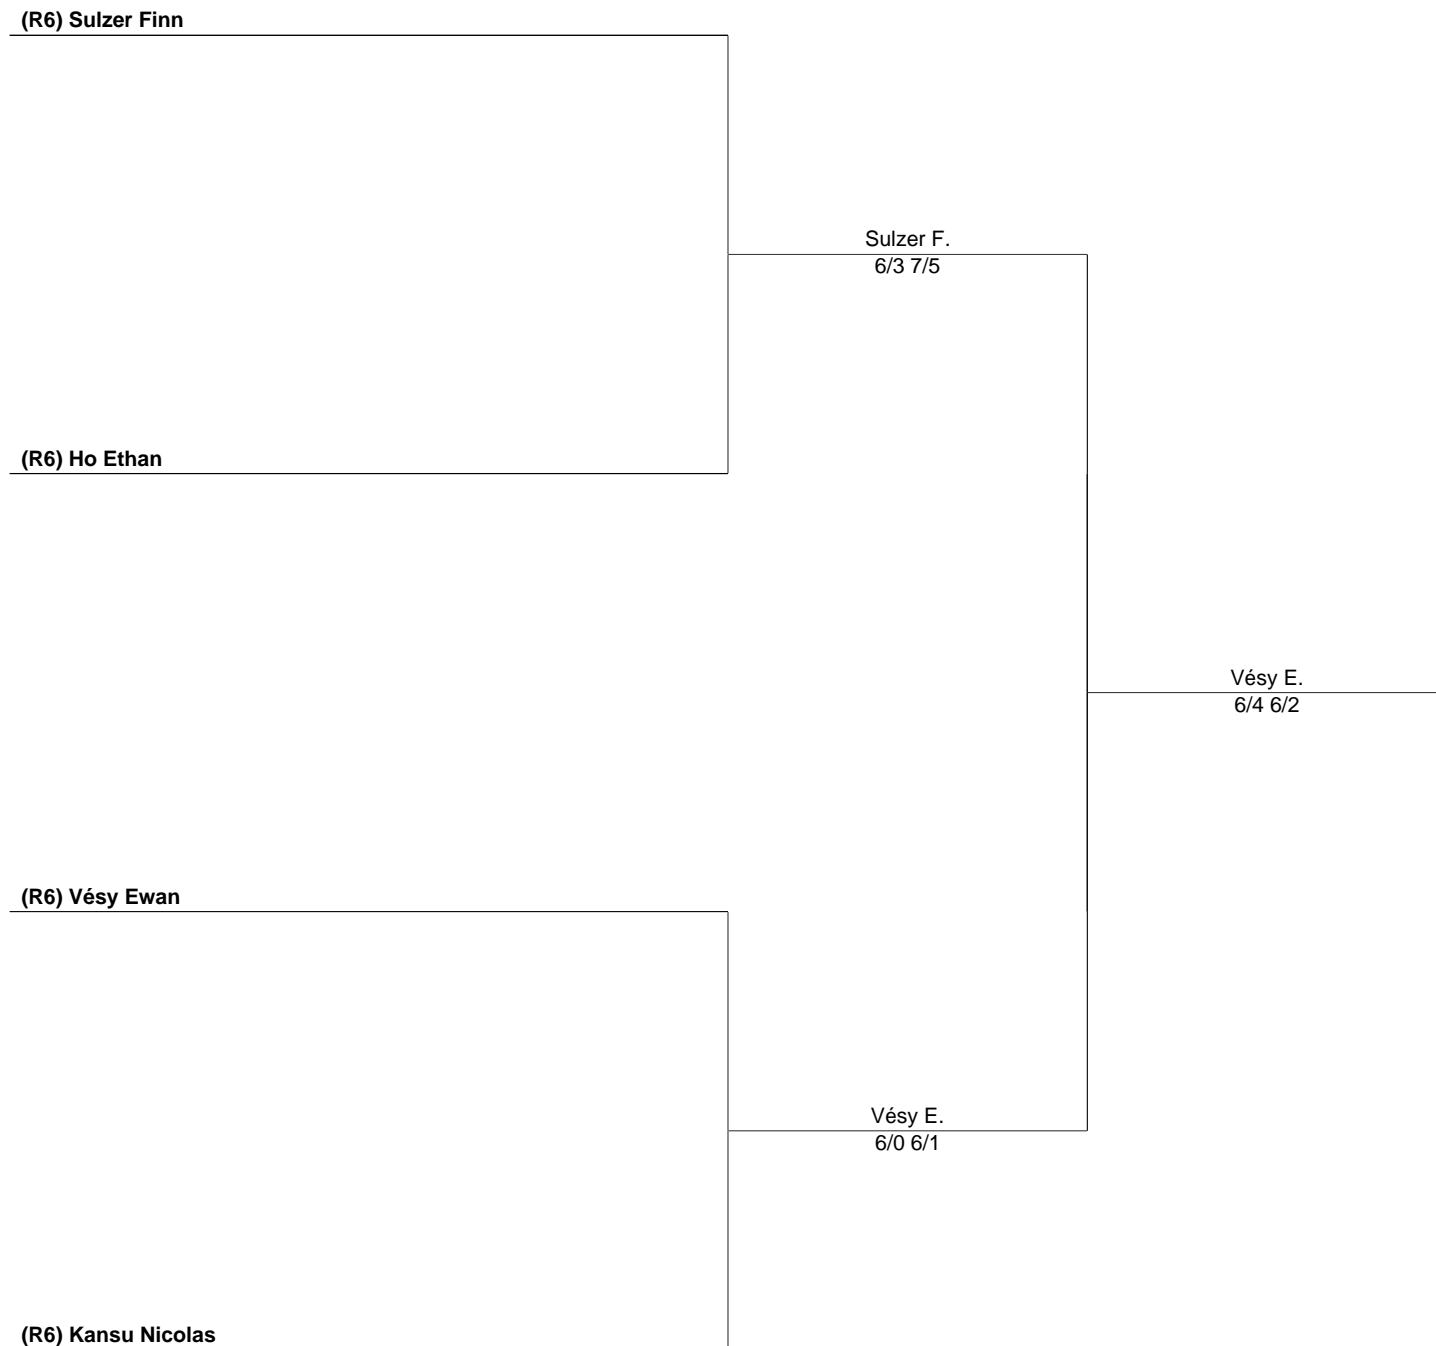 (R6) Sulzer Finn
Sulzer F.
6/3 7/5
(R6) Ho Ethan
Vésy E.
6/4 6/2
(R6) Vésy Ewan
Vésy E.
6/0 6/1
(R6) Kansu Nicolas